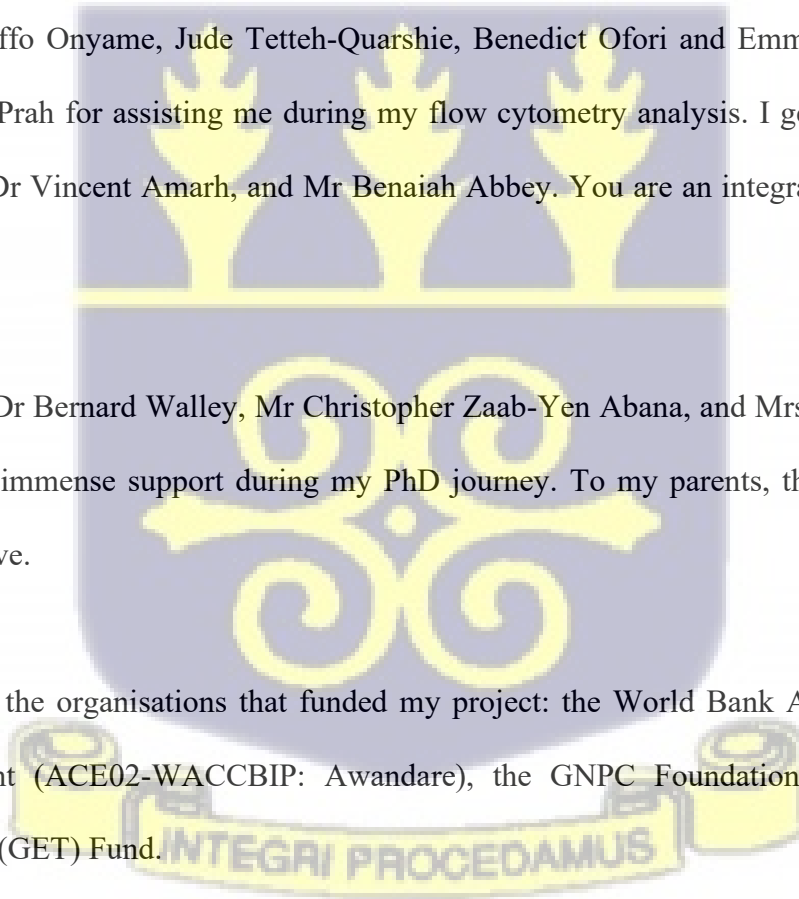 ffo Onyame, Jude Tetteh-Quarshie, Benedict Ofori and Emm
Prah for assisting me during my flow cytometry analysis. I g
Dr Vincent Amarh, and Mr Benaiah Abbey. You are an integra
Dr Bernard Walley, Mr Christopher Zaab-Yen Abana, and Mrs
immense support during my PhD journey. To my parents, th
ve.
the organisations that funded my project: the World Bank A
nt (ACE02-WACCBIP: Awandare), the GNPC Foundation
(GET) Fund.
INTEGRI PROCEDAMUS